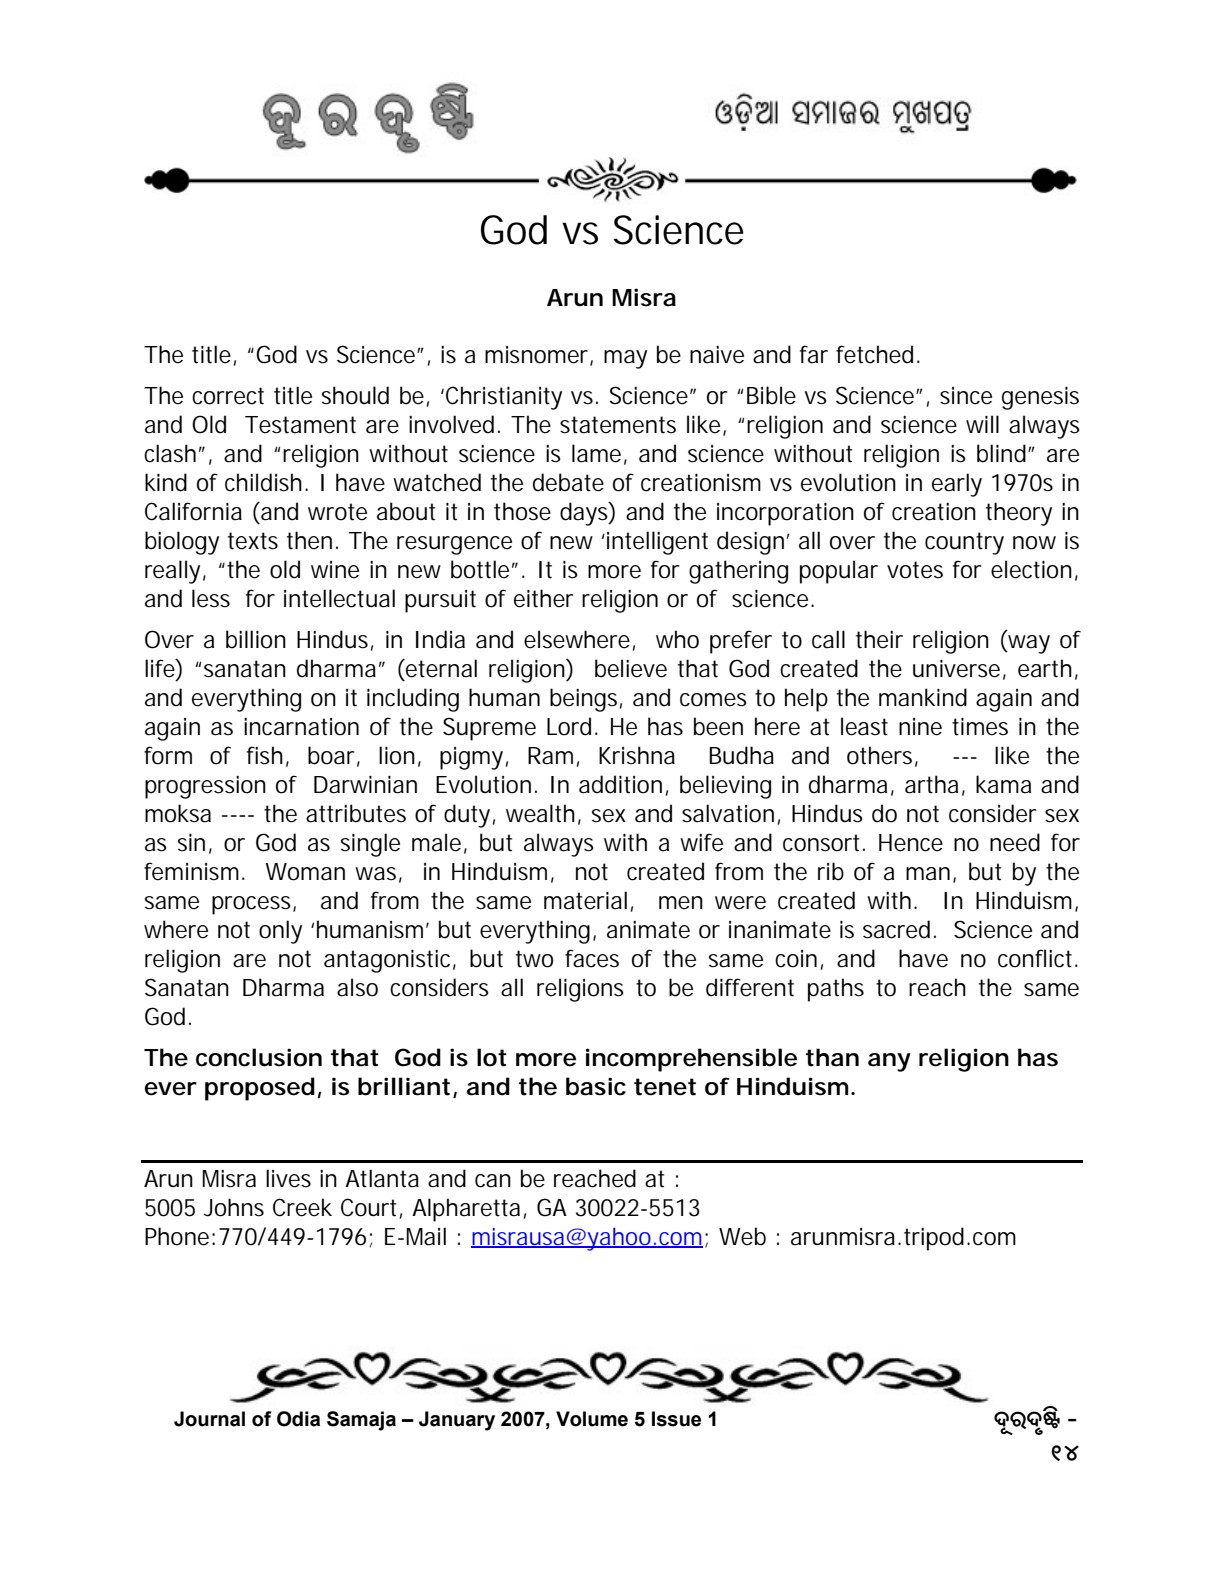 ଦୂରଦୃଷ୍ଟି
ଓଡ଼ିଆ ସମାଜର ମୁଖପତ୍ର
God vs Science
Arun Misra
The title, “God vs Science”, is a misnomer, may be naive and far fetched.
The correct title should be, ‘Christianity vs. Science” or “Bible vs Science”, since genesis
and Old Testament are involved. The statements like, “religion and science will always
clash”, and “religion without science is lame, and science without religion is blind” are
kind of childish. I have watched the debate of creationism vs evolution in early 1970s in
California (and wrote about it in those days) and the incorporation of creation theory in
biology texts then. The resurgence of new ‘intelligent design’ all over the country now is
really, “the old wine in new bottle”. It is more for gathering popular votes for election,
and less for intellectual pursuit of either religion or of science.
Over a billion Hindus, in India and elsewhere, who prefer to call their religion (way of
life) “sanatan dharma” (eternal religion) believe that God created the universe, earth,
and everything on it including human beings, and comes to help the mankind again and
again as incarnation of the Supreme Lord. He has been here at least nine times in the
form of fish, boar, lion, pigmy, Ram, Krishna Budha and others, --- like the
progression of Darwinian Evolution. In addition, believing in dharma, artha, kama and
moksa ---- the attributes of duty, wealth, sex and salvation, Hindus do not consider sex
as sin, or God as single male, but always with a wife and consort. Hence no need for
feminism. Woman was, in Hinduism, not created from the rib of a man, but by the
same process, and from the same material, men were created with. In Hinduism,
where not only ‘humanism’ but everything, animate or inanimate is sacred. Science and
religion are not antagonistic, but two faces of the same coin, and have no conflict.
Sanatan Dharma also considers all religions to be different paths to reach the same
God.
The conclusion that God is lot more incomprehensible than any religion has
ever proposed, is brilliant, and the basic tenet of Hinduism.
Arun Misra lives in Atlanta and can be reached at :
5005 Johns Creek Court, Alpharetta, GA 30022-5513
Phone:770/449-1796; E-Mail : misrausa@yahoo.com; Web : arunmisra.tripod.com
Journal of Odia Samaja – January 2007, Volume 5 Issue 1
ଦୂରଦୃଷ୍ଟି -
୧୪